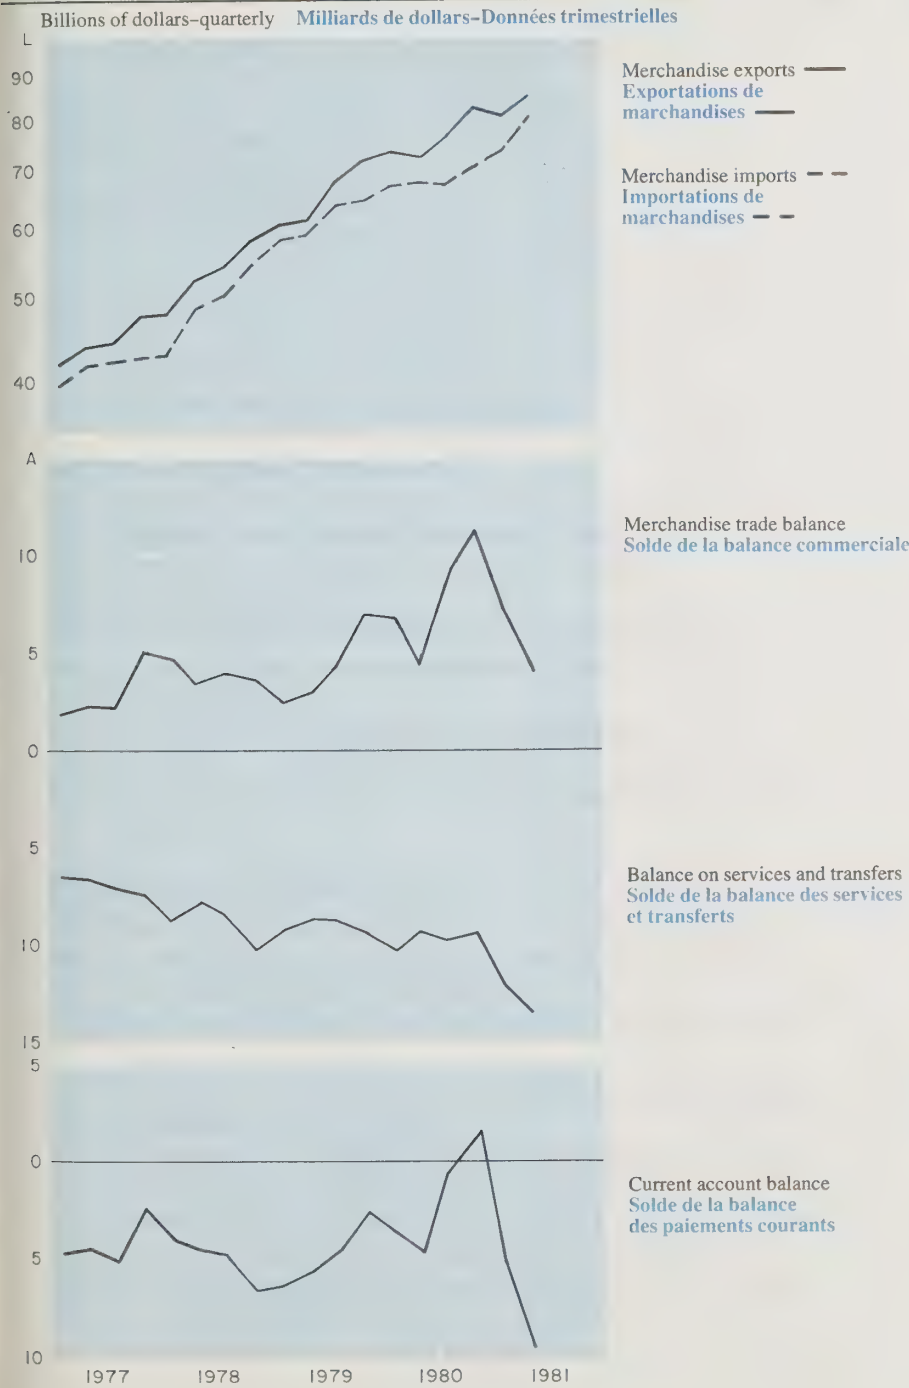 Billions of dollars–quarterly Milliards de dollars–Données trimestrielles
L
90
80
70
60
50
40
Merchandise exports
Exportations de
marchandises
Merchandise imports
Importations de
marchandises
A
10
5
0
5
10
15
Merchandise trade balance
Solde de la balance commerciale
Balance on services and transfers
Solde de la balance des services
et transferts
5
0
5
10
Current account balance
Solde de la balance
des paiements courants
1977 1978 1979 1980 1981